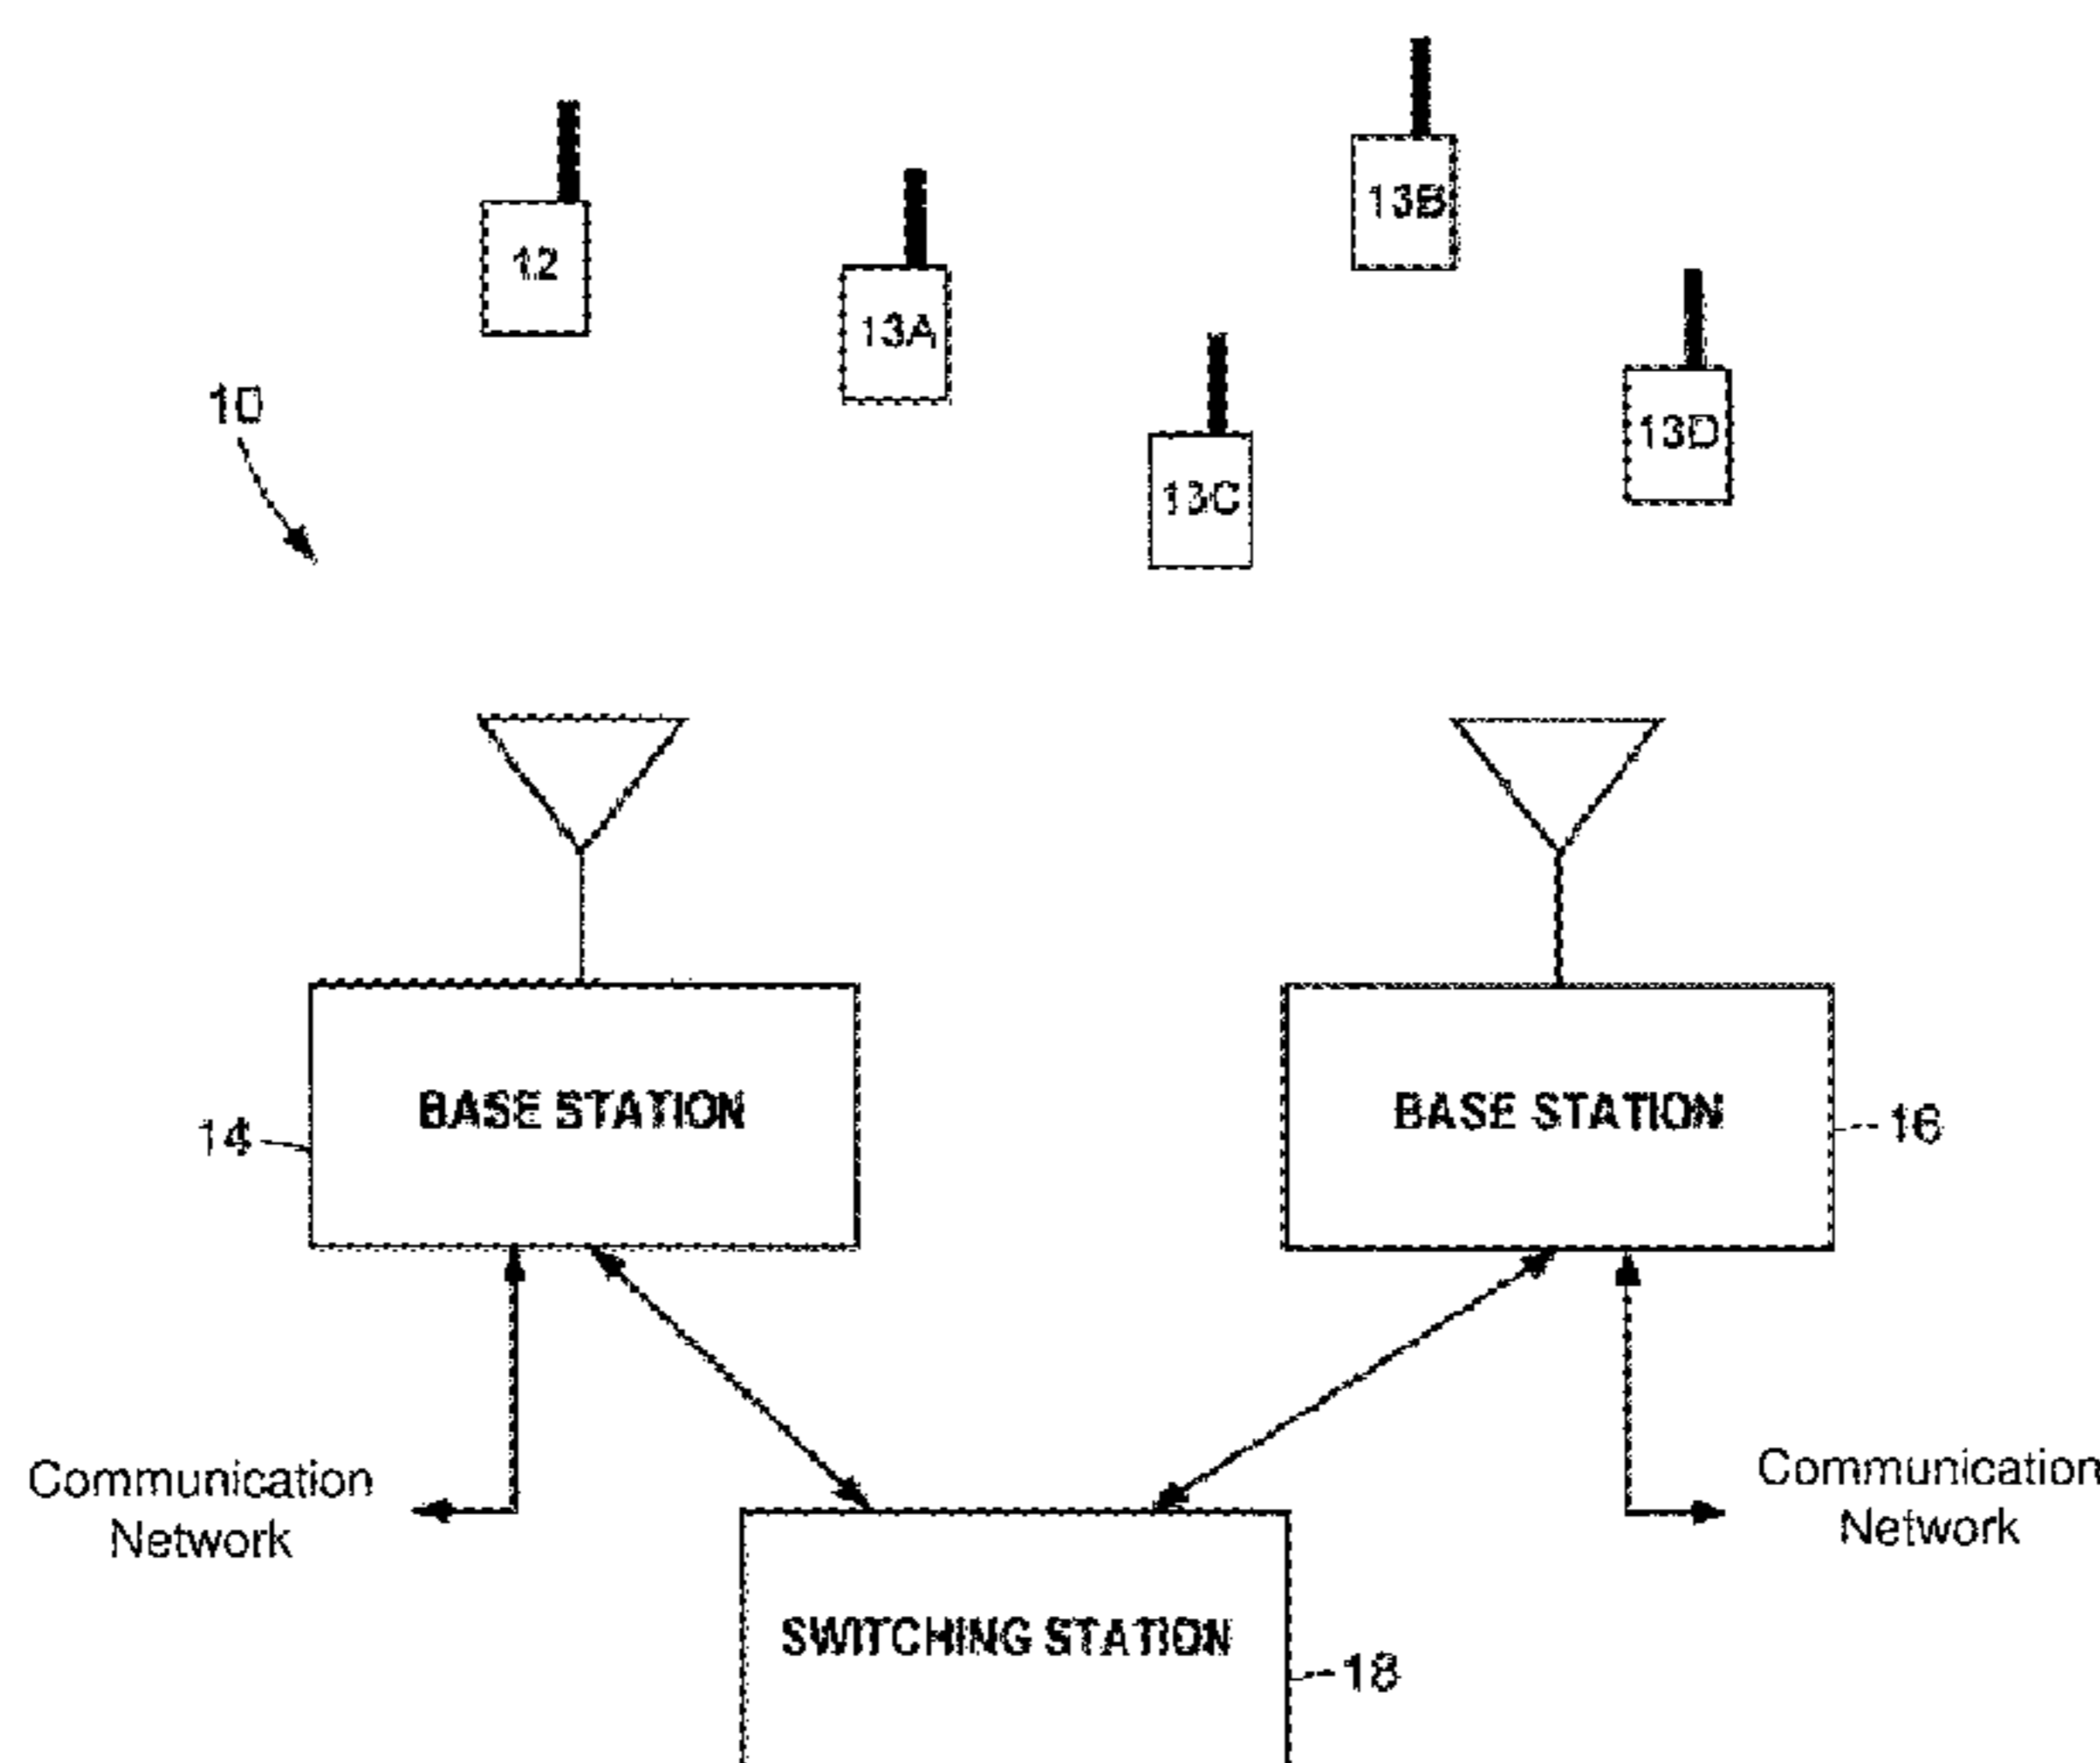 13B
12
13A
10
13D
13C
BASE STATION
BASE STATION
14
16
Communication
Network
Communication
Network
SWITCHING STATION
18